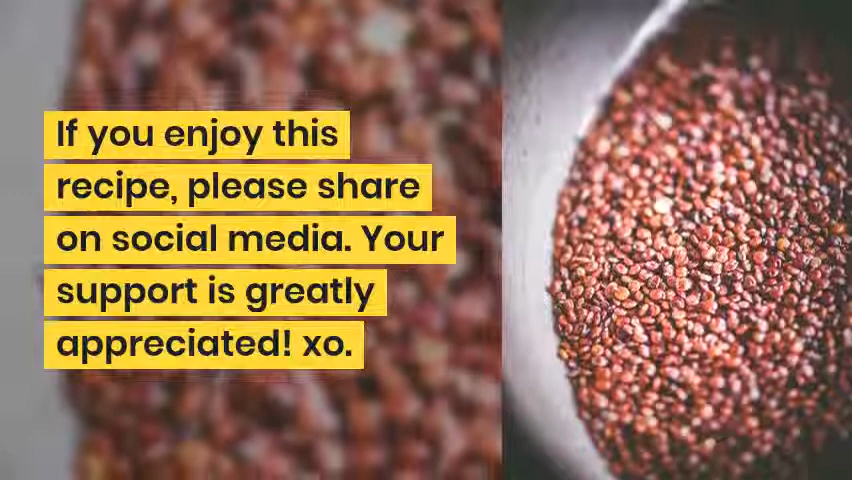 If you enjoy this
recipe, please share
on social media. Your
support is greatly
appreciated! xo.